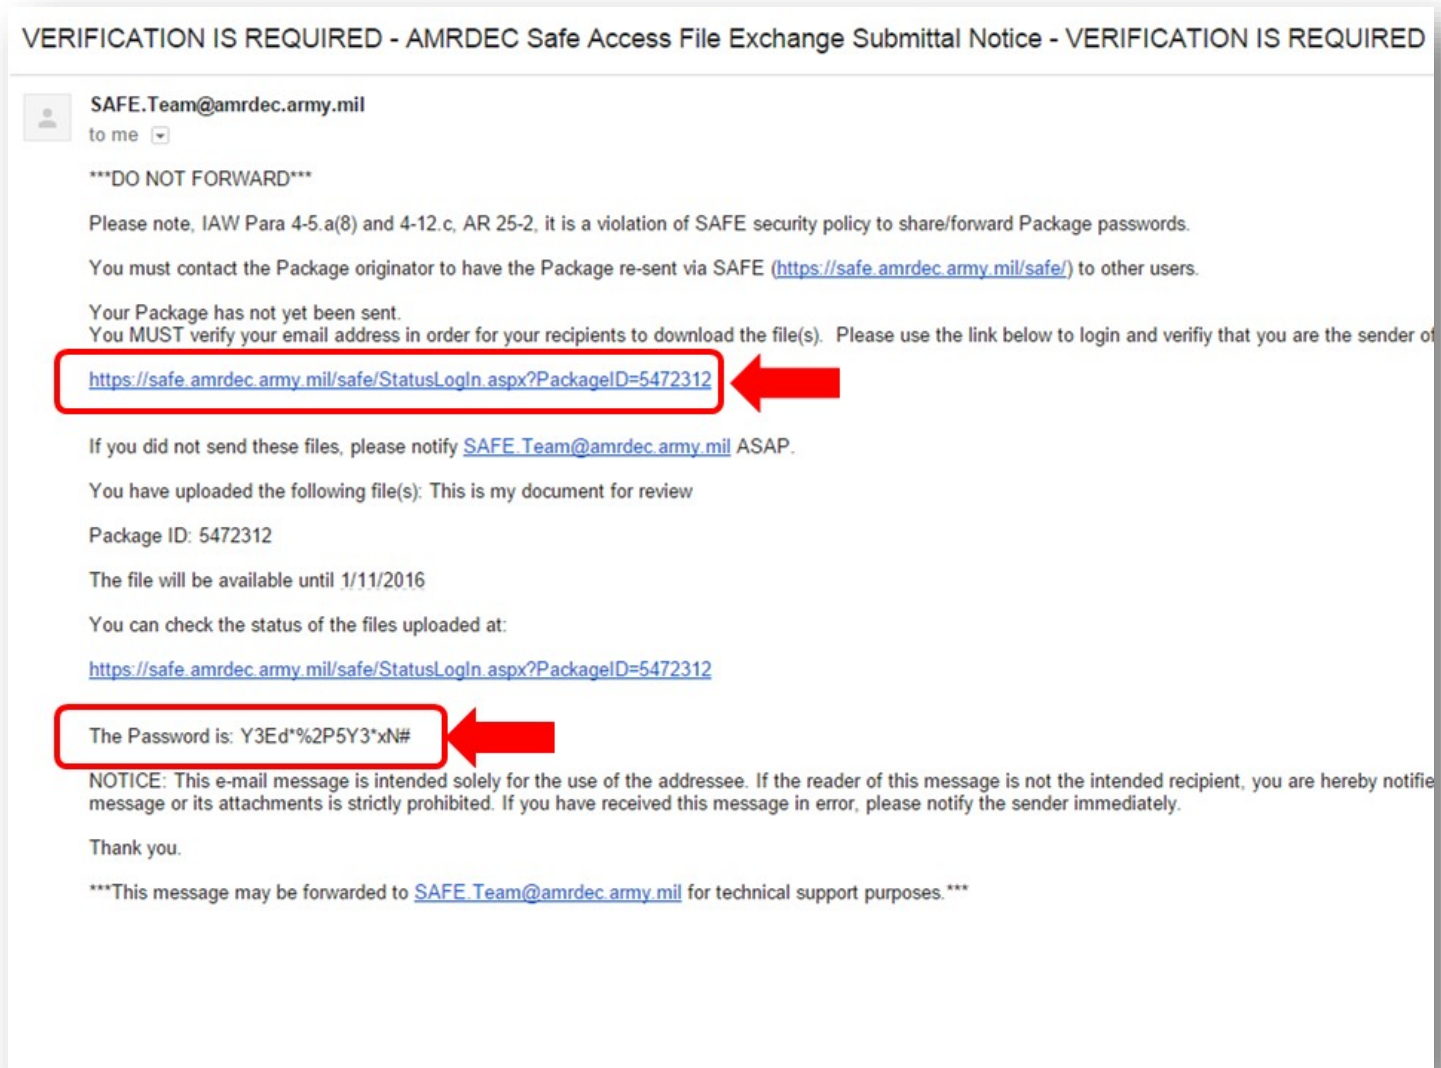 VERIFICATION IS REQUIRED - AMRDEC Safe Access File Exchange Submittal Notice - VERIFICATION IS REQUIRED
SAFE.Team@amrdec.army.mil
to me
***DO NOT FORWARD***
Please note, IAW Para 4-5.a(8) and 4-12.c, AR 25-2, it is a violation of SAFE security policy to share/forward Package passwords.
You must contact the Package originator to have the Package re-sent via SAFE (https://safe.amrdec.army.mil/safe/) to other users.
Your Package has not yet been sent.
You MUST verify your email address in order for your recipients to download the file(s).  Please use the link below to login and verifiy that you are the sender of
https://safe.amrdec.army.mil/safe/StatusLogIn.aspx?PackageID=5472312
If you did not send these files, please notify SAFE.Team@amrdec.army.mil ASAP.
You have uploaded the following file(s): This is my document for review
Package ID: 5472312
The file will be available until 1/11/2016
You can check the status of the files uploaded at:
https://safe.amrdec.army.mil/safe/StatusLogIn.aspx?PackageID=5472312
The Password is: Y3Ed*%2P5Y3*xN#
NOTICE: This e-mail message is intended solely for the use of the addressee. If the reader of this message is not the intended recipient, you are hereby notifie
message or its attachments is strictly prohibited. If you have received this message in error, please notify the sender immediately.
Thank you.
***This message may be forwarded to SAFE.Team@amrdec.army.mil for technical support purposes.***